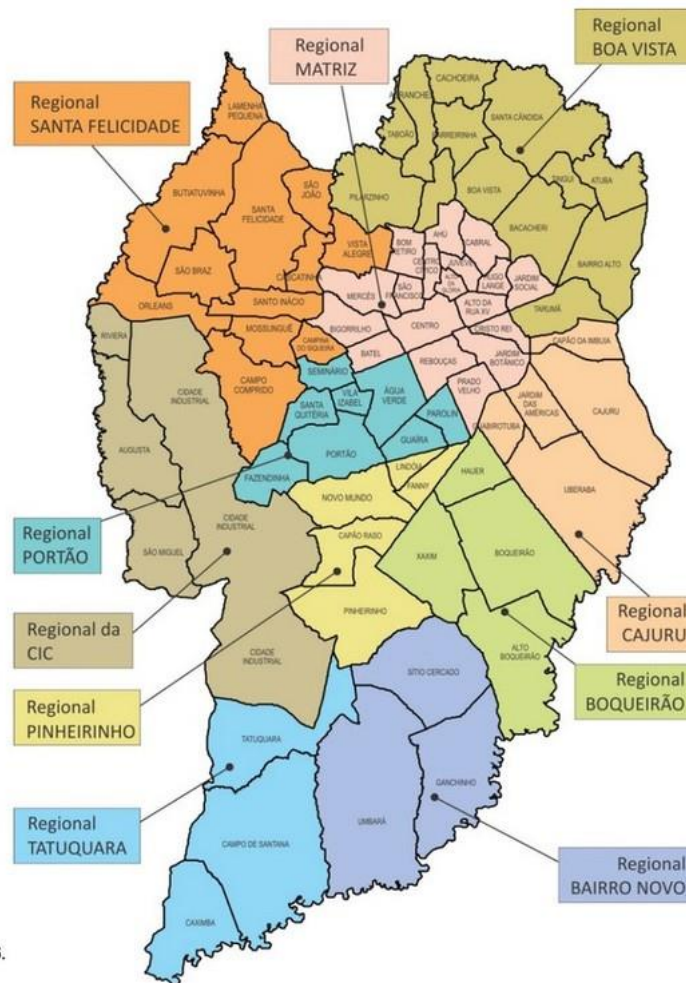 Regional
MATRIZ
Regional
BOA VISTA
Regional
SANTA FELICIDADE
LAMENHA
PEQUENA
CACHOEIRA
SANTA CÂNDIDA
TABOÃO
BUTIATUVINHA
SÃO
JOÃO
SANTA
FELICIDADE
PILARZINHO
BOA VISTA
TINGUI
ATUBA
BACACHERI
BAIRRO ALTO
VISTA
ALEGRE
BOM
RETIRO
AHÚ
CABRAL
CENTRO
CÍVICO
JUVEVÊ
ALTO
DA
GLÓRIA
HUGO
LANGE
JARDIM
SOCIAL
SÃO BRAZ
CASCATINHA
MERCÊS
SÃO
FRANCISCO
ALTO DA
RUA XV
TARUMÃ
ORLEANS
SANTO INÁCIO
BIGORRILHO
CENTRO
CRISTO REI
CAPÃO DA IMBUIA
RIVIERA
MOSSUNGUÊ
CAMPINA
DO SIQUEIRA
BATEL
REBOUÇAS
JARDIM
BOTÂNICO
CIDADE
INDUSTRIAL
CAMPO
COMPRIDO
SEMINÁRIO
ÁGUA
VERDE
PRADO
VELHO
JARDIM
DAS
AMÉRICAS
CAJURU
SANTA
QUITÉRIA
VILA
IZABEL
PAROLIN
GUABIROTUBA
AUGUSTA
PORTÃO
GUAÍRA
FAZENDINHA
LINDÓIA
FANNY
HAUER
UBERABA
NOVO MUNDO
CIDADE
INDUSTRIAL
Regional
PORTÃO
SÃO MIGUEL
CAPÃO RASO
XAXIM
BOQUEIRÃO
PINHEIRINHO
Regional
CAJURU
Regional da
CIC
CIDADE
INDUSTRIAL
SÍTIO CERCADO
ALTO
BOQUEIRÃO
Regional
BOQUEIRÃO
Regional
PINHEIRINHO
TATUQUARA
GANCHINHO
Regional
TATUQUARA
CAMPO DE SANTANA
UMBARÁ
Regional
BAIRRO NOVO
CAXIMBA